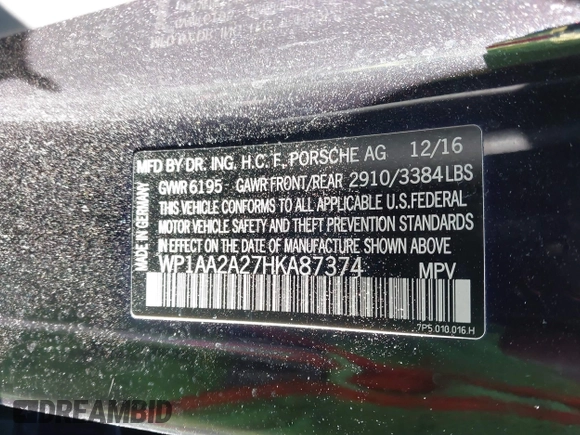 MFD BY DR. ING. H.C. F. PORSCHE AG 12/16
GVWR 6195 GAWR FRONT/REAR 2910/3384LBS
THIS VEHICLE CONFORMS TO ALL APPLICABLE U.S.FEDERAL
MOTOR VEHICLE SAFETY AND THEFT PREVENTION STANDARDS
IN EFFECT ON THE DATE OF MANUFACTURE SHOWN ABOVE
WP1AA2A27HKA87374 MPV
MADE IN GERMANY
7P5.010.016.H
DREAMBID